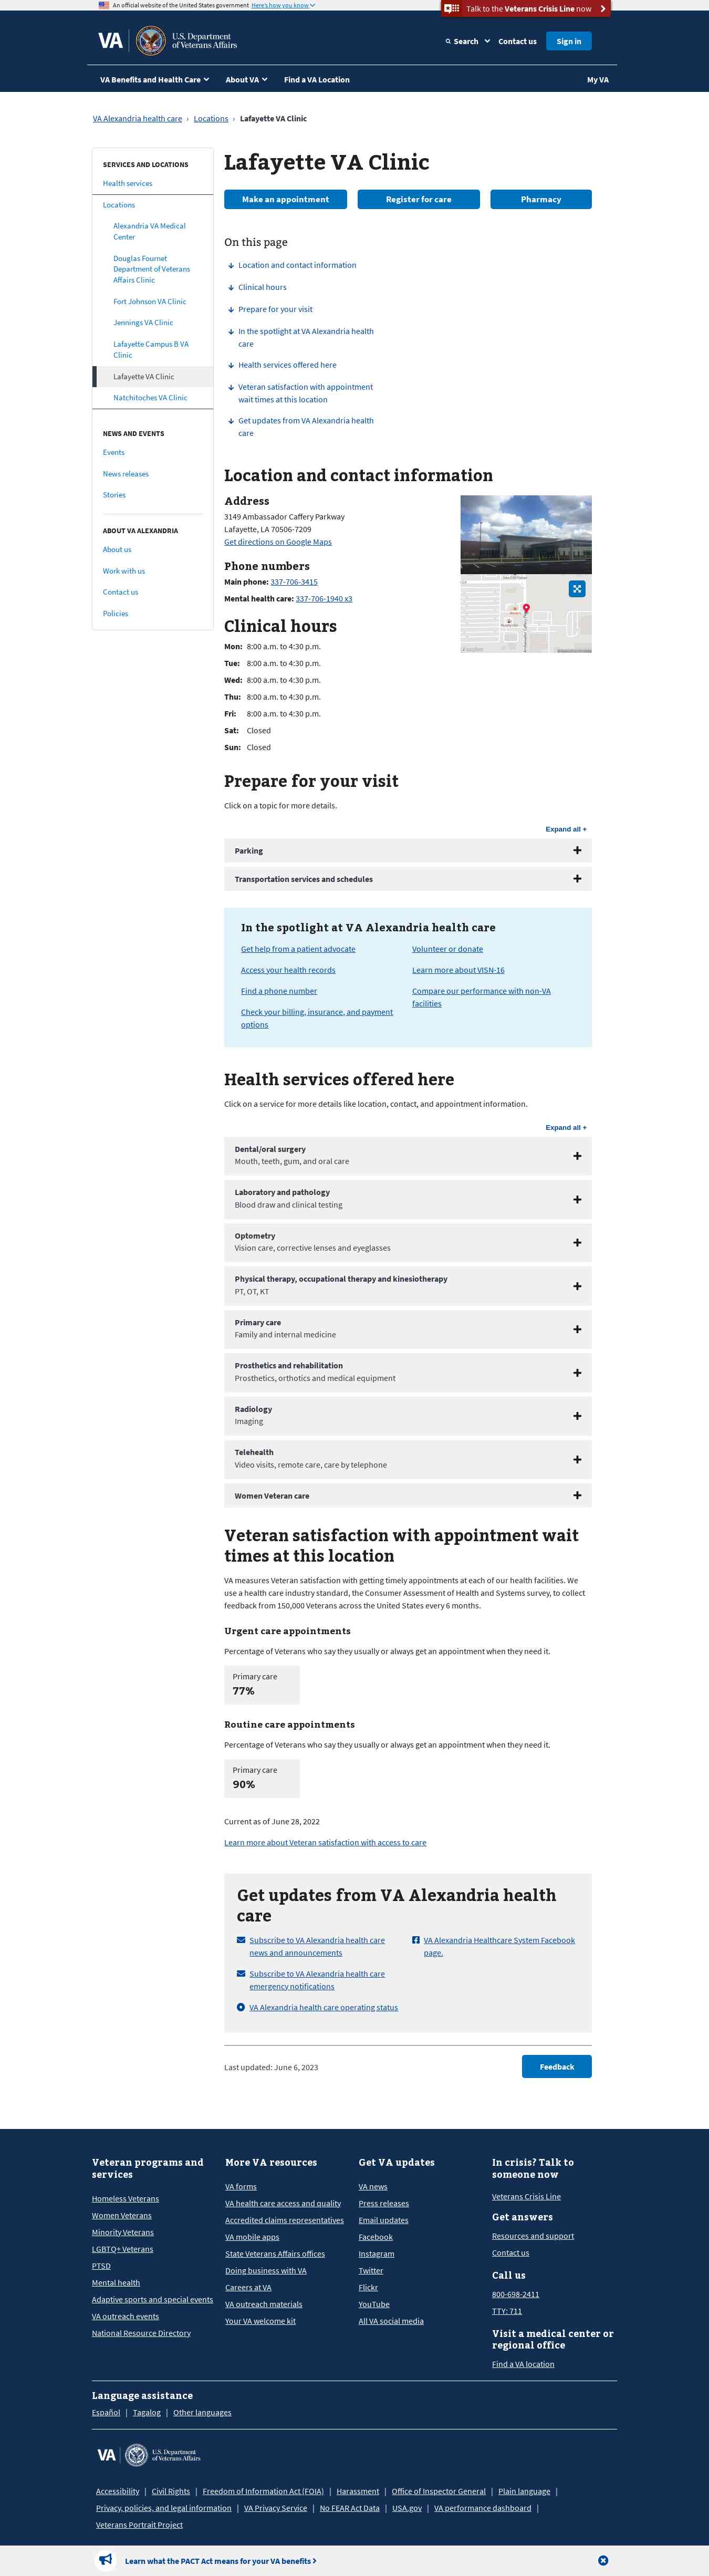 An official website of the United States government Here's how you know
Talk to the Veterans Crisis Line now
VA
U.S. Department
of Veterans Affairs
Search
Contact us
Sign in
VA Benefits and Health Care
About VA
Find a VA Location
My VA
VA Alexandria health care › Locations › Lafayette VA Clinic
SERVICES AND LOCATIONS
Health services
Locations
Alexandria VA Medical
Center
Douglas Fournet
Department of Veterans
Affairs Clinic
Fort Johnson VA Clinic
Jennings VA Clinic
Lafayette Campus B VA
Clinic
Lafayette VA Clinic
Natchitoches VA Clinic
NEWS AND EVENTS
Events
News releases
Stories
ABOUT VA ALEXANDRIA
About us
Work with us
Contact us
Policies
Lafayette VA Clinic
Make an appointment
Register for care
Pharmacy
On this page
Location and contact information
Clinical hours
Prepare for your visit
In the spotlight at VA Alexandria health
care
Health services offered here
Veteran satisfaction with appointment
wait times at this location
Get updates from VA Alexandria health
care
Location and contact information
Address
3149 Ambassador Caffery Parkway
Lafayette, LA 70506-7209
Get directions on Google Maps
Phone numbers
Main phone: 337-706-3415
Mental health care: 337-706-1940 x3
Clinical hours
Mon: 8:00 a.m. to 4:30 p.m.
Tue: 8:00 a.m. to 4:30 p.m.
Wed: 8:00 a.m. to 4:30 p.m.
Thu: 8:00 a.m. to 4:30 p.m.
Fri: 8:00 a.m. to 4:30 p.m.
Sat: Closed
Sun: Closed
Prepare for your visit
Click on a topic for more details.
Expand all +
Parking
Transportation services and schedules
In the spotlight at VA Alexandria health care
Get help from a patient advocate
Access your health records
Find a phone number
Check your billing, insurance, and payment
options
Volunteer or donate
Learn more about VISN-16
Compare our performance with non-VA
facilities
Health services offered here
Click on a service for more details like location, contact, and appointment information.
Expand all +
Dental/oral surgery
Mouth, teeth, gum, and oral care
Laboratory and pathology
Blood draw and clinical testing
Optometry
Vision care, corrective lenses and eyeglasses
Physical therapy, occupational therapy and kinesiotherapy
PT, OT, KT
Primary care
Family and internal medicine
Prosthetics and rehabilitation
Prosthetics, orthotics and medical equipment
Radiology
Imaging
Telehealth
Video visits, remote care, care by telephone
Women Veteran care
Veteran satisfaction with appointment wait
times at this location
VA measures Veteran satisfaction with getting timely appointments at each of our health facilities. We
use a health care industry standard, the Consumer Assessment of Health and Systems survey, to collect
feedback from 150,000 Veterans across the United States every 6 months.
Urgent care appointments
Percentage of Veterans who say they usually or always get an appointment when they need it.
Primary care
77%
Routine care appointments
Percentage of Veterans who say they usually or always get an appointment when they need it.
Primary care
90%
Current as of June 28, 2022
Learn more about Veteran satisfaction with access to care
Get updates from VA Alexandria health
care
Subscribe to VA Alexandria health care
news and announcements
Subscribe to VA Alexandria health care
emergency notifications
VA Alexandria health care operating status
VA Alexandria Healthcare System Facebook
page.
Last updated: June 6, 2023
Feedback
Veteran programs and
services
Homeless Veterans
Women Veterans
Minority Veterans
LGBTQ+ Veterans
PTSD
Mental health
Adaptive sports and special events
VA outreach events
National Resource Directory
More VA resources
VA forms
VA health care access and quality
Accredited claims representatives
VA mobile apps
State Veterans Affairs offices
Doing business with VA
Careers at VA
VA outreach materials
Your VA welcome kit
Get VA updates
VA news
Press releases
Email updates
Facebook
Instagram
Twitter
Flickr
YouTube
All VA social media
In crisis? Talk to
someone now
Veterans Crisis Line
Get answers
Resources and support
Contact us
Call us
800-698-2411
TTY: 711
Visit a medical center or
regional office
Find a VA location
Language assistance
Español | Tagalog | Other languages
VA
U.S. Department
of Veterans Affairs
Accessibility | Civil Rights | Freedom of Information Act (FOIA) | Harassment | Office of Inspector General | Plain language |
Privacy, policies, and legal information | VA Privacy Service | No FEAR Act Data | USA.gov | VA performance dashboard |
Veterans Portrait Project
Learn what the PACT Act means for your VA benefits